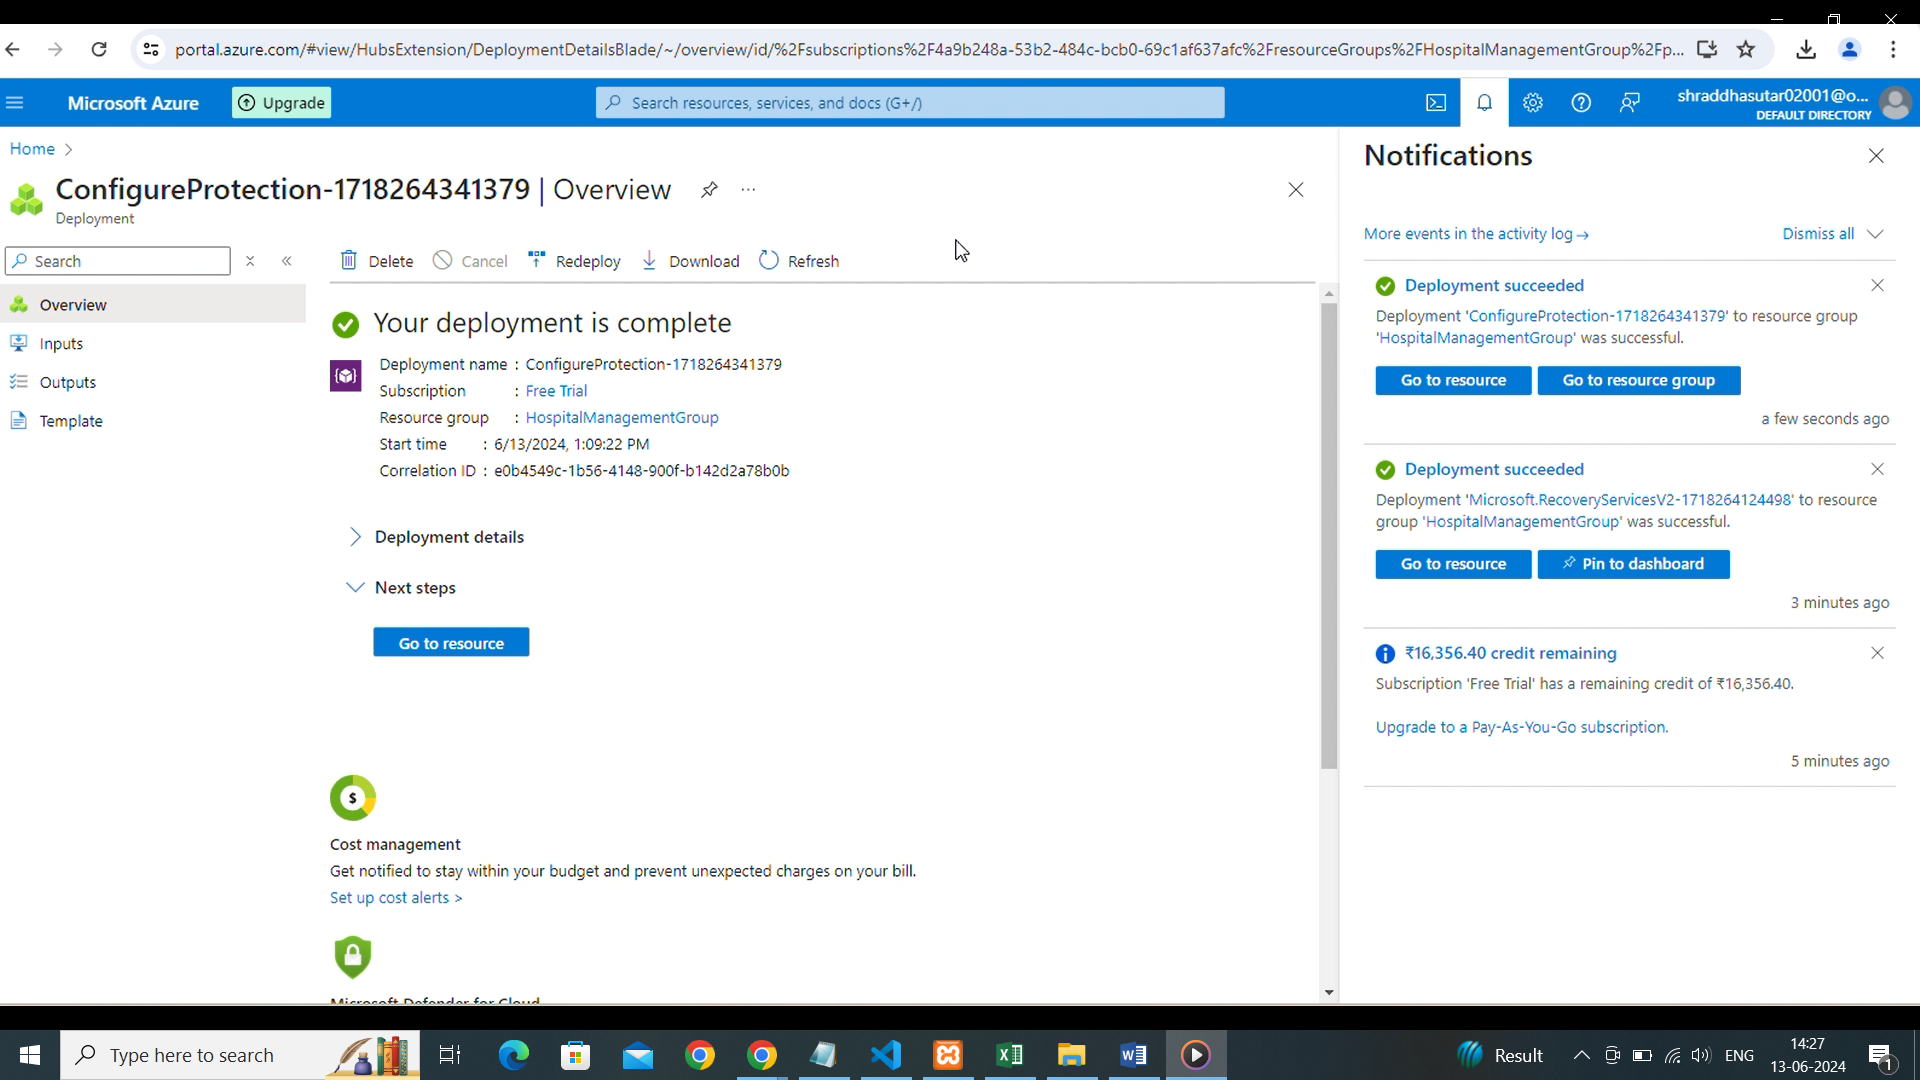 portal.azure.com/#view/HubsExtension/DeploymentDetailsBlade/~/overview/id/%2Fsubscriptions%2F4a9b248a-53b2-484c-bcb0-69c1af637afc%2FresourceGroups%2FHospitalManagementGroup%2Fp...
Microsoft Azure
Upgrade
Search resources, services, and docs (G+/)
shraddhasutar02001@o...
DEFAULT DIRECTORY
Home >
ConfigureProtection-1718264341379 | Overview
...
Deployment
Search
Overview
Inputs
Outputs
Template
Delete Cancel Redeploy Download Refresh
Your deployment is complete
Deployment name : ConfigureProtection-1718264341379
Subscription : Free Trial
Resource group : HospitalManagementGroup
Start time : 6/13/2024, 1:09:22 PM
Correlation ID : e0b4549c-1b56-4148-900f-b142d2a78b0b
Deployment details
Next steps
Go to resource
Cost management
Get notified to stay within your budget and prevent unexpected charges on your bill.
Set up cost alerts >
Microsoft Defender for Cloud
Notifications
More events in the activity log →
Dismiss all
Deployment succeeded
Deployment 'ConfigureProtection-1718264341379' to resource group
'HospitalManagementGroup' was successful.
Go to resource Go to resource group
a few seconds ago
Deployment succeeded
Deployment 'Microsoft.RecoveryServicesV2-1718264124498' to resource
group 'HospitalManagementGroup' was successful.
Go to resource Pin to dashboard
3 minutes ago
₹16,356.40 credit remaining
Subscription 'Free Trial' has a remaining credit of ₹16,356.40.
Upgrade to a Pay-As-You-Go subscription.
5 minutes ago
Type here to search
Result
ENG
14:27
13-06-2024
1